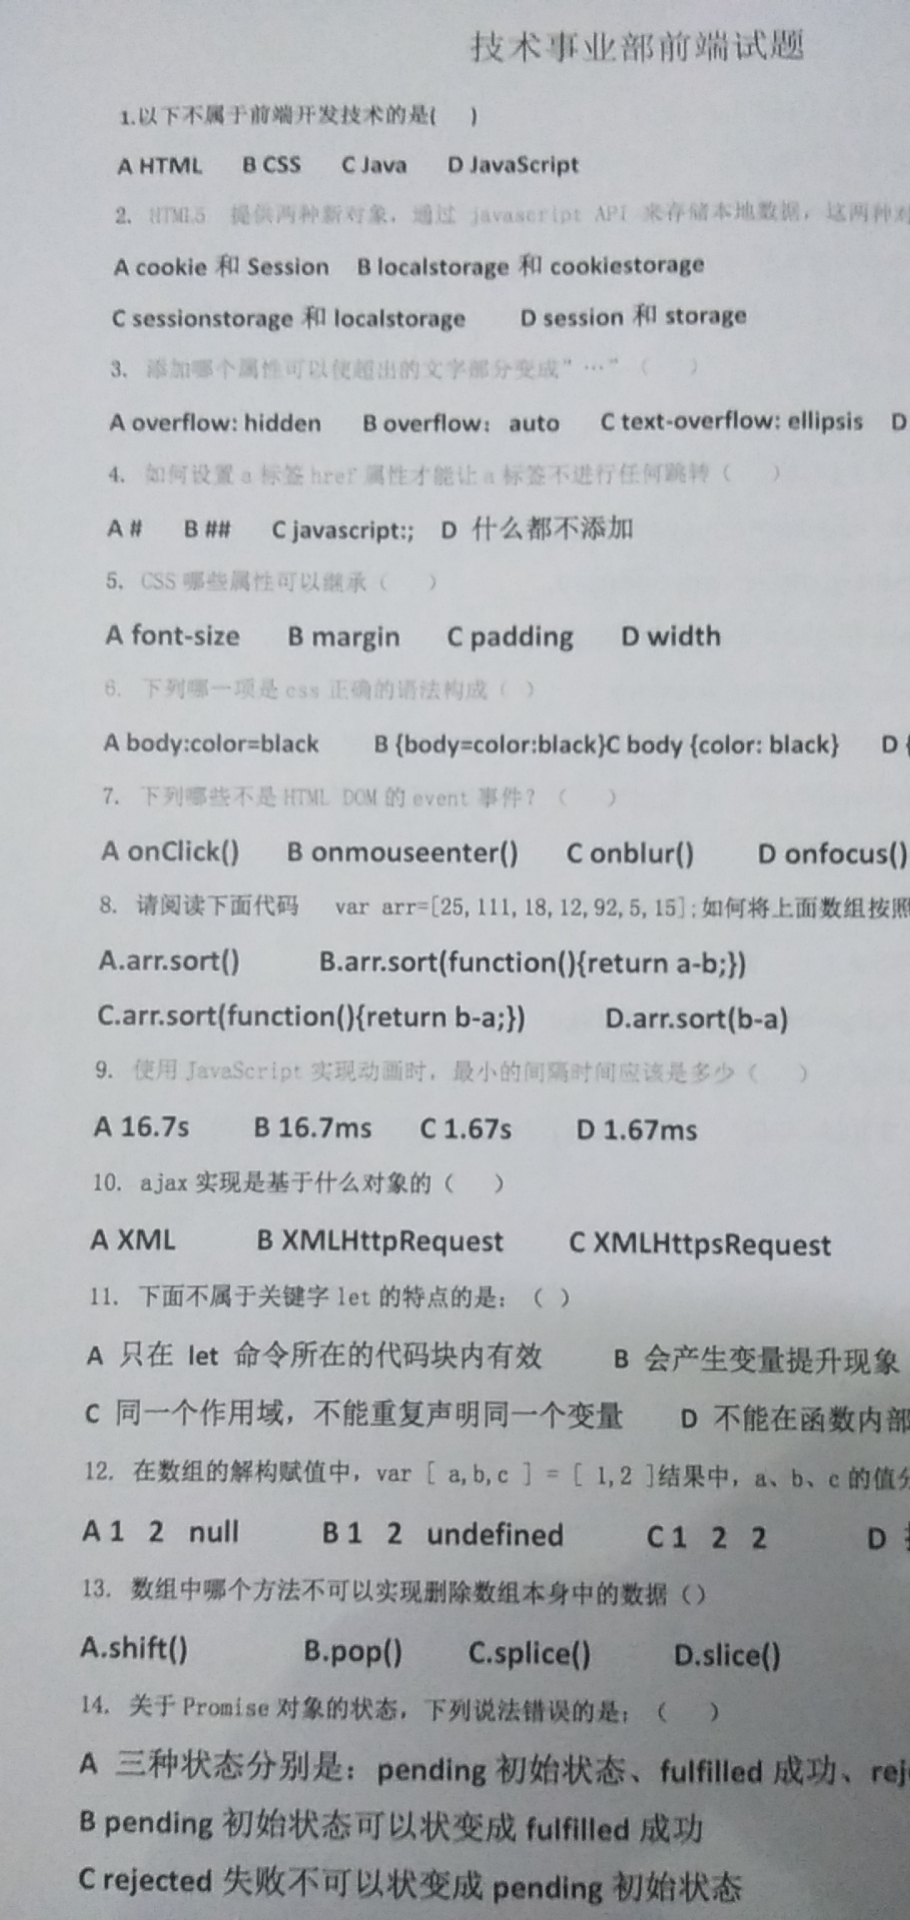 技术事业部前端试题
1.以下不属于前端开发技术的是( )
A HTML B CSS C Java D JavaScript
2. HTML5 提供两种新对象，通过 javascript API 来存储本地数据，这两种对
A cookie 和 Session B localstorage 和 cookiestorage
C sessionstorage 和 localstorage D session 和 storage
3. 添加哪个属性可以使超出的文字部分变成"…" ( )
A overflow: hidden B overflow： auto C text-overflow: ellipsis D
4. 如何设置 a 标签 href 属性才能让 a 标签不进行任何跳转 ( )
A # B ## C javascript:; D 什么都不添加
5. CSS 哪些属性可以继承 ( )
A font-size B margin C padding D width
6. 下列哪一项是 css 正确的语法构成 ( )
A body:color=black B {body=color:black}C body {color: black} D {
7. 下列哪些不是 HTML DOM 的 event 事件？ ( )
A onClick() B onmouseenter() C onblur() D onfocus()
8. 请阅读下面代码 var arr=[25,111,18,12,92,5,15];如何将上面数组按照
A.arr.sort() B.arr.sort(function(){return a-b;})
C.arr.sort(function(){return b-a;}) D.arr.sort(b-a)
9. 使用 JavaScript 实现动画时，最小的间隔时间应该是多少 ( )
A 16.7s B 16.7ms C 1.67s D 1.67ms
10. ajax 实现是基于什么对象的 ( )
A XML B XMLHttpRequest C XMLHttpsRequest
11. 下面不属于关键字 let 的特点的是： ( )
A 只在 let 命令所在的代码块内有效 B 会产生变量提升现象
C 同一个作用域，不能重复声明同一个变量 D 不能在函数内部
12. 在数组的解构赋值中，var [ a,b,c ] = [ 1,2 ]结果中，a、b、c 的值分
A 1 2 null B 1 2 undefined C 1 2 2 D
13. 数组中哪个方法不可以实现删除数组本身中的数据 ()
A.shift() B.pop() C.splice() D.slice()
14. 关于 Promise 对象的状态，下列说法错误的是： ( )
A 三种状态分别是：pending 初始状态、fulfilled 成功、rej
B pending 初始状态可以状变成 fulfilled 成功
C rejected 失败不可以状变成 pending 初始状态